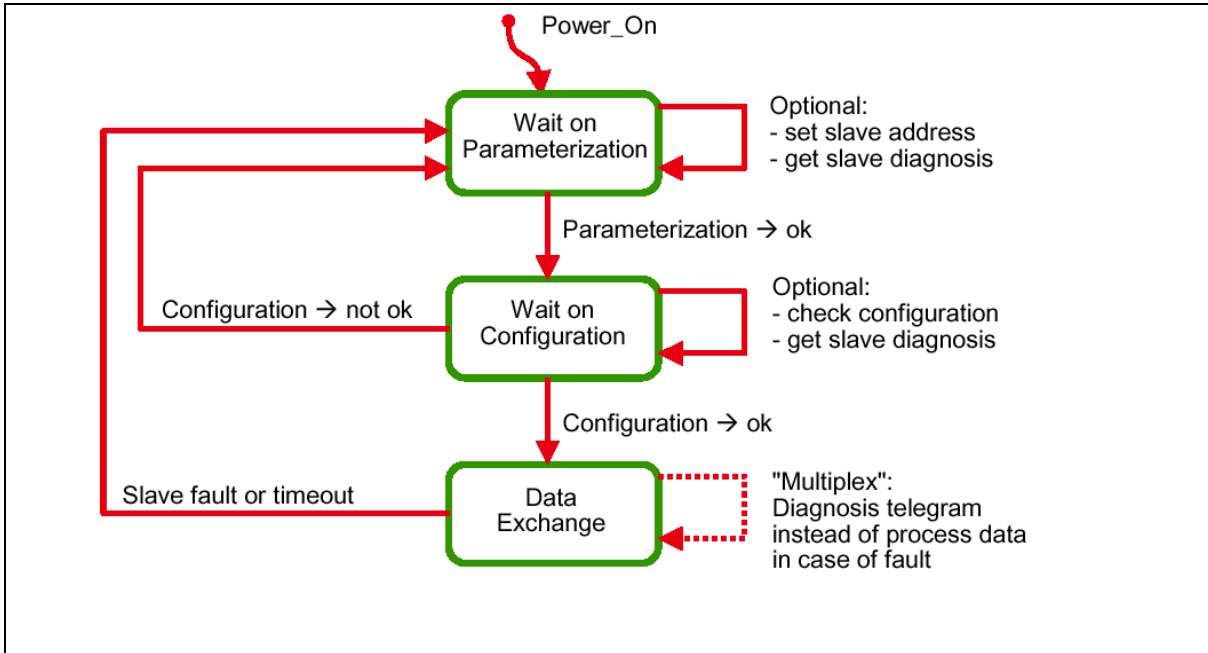 Power_On
Wait on
Parameterization
Optional:
- set slave address
- get slave diagnosis
Parameterization → ok
Configuration → not ok
Wait on
Configuration
Optional:
- check configuration
- get slave diagnosis
Configuration → ok
Slave fault or timeout
Data
Exchange
"Multiplex":
Diagnosis telegram
instead of process data
in case of fault